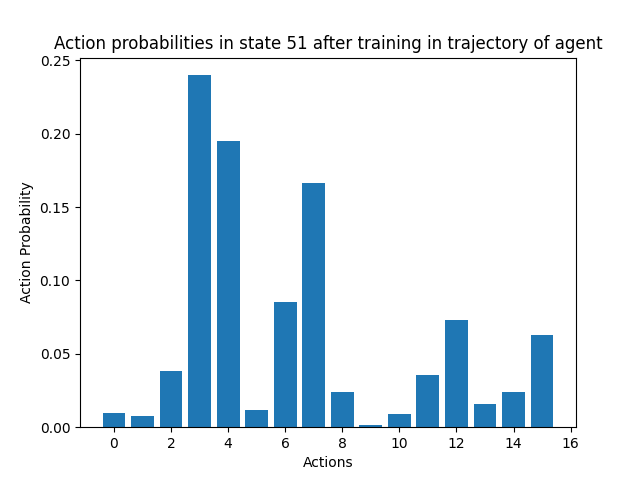 Action probabilities in state 51 after training in trajectory of agent
0.25
0.20
0.15
0.10
0.05
0.00
Action Probability
0 2 4 6 8 10 12 14 16
Actions